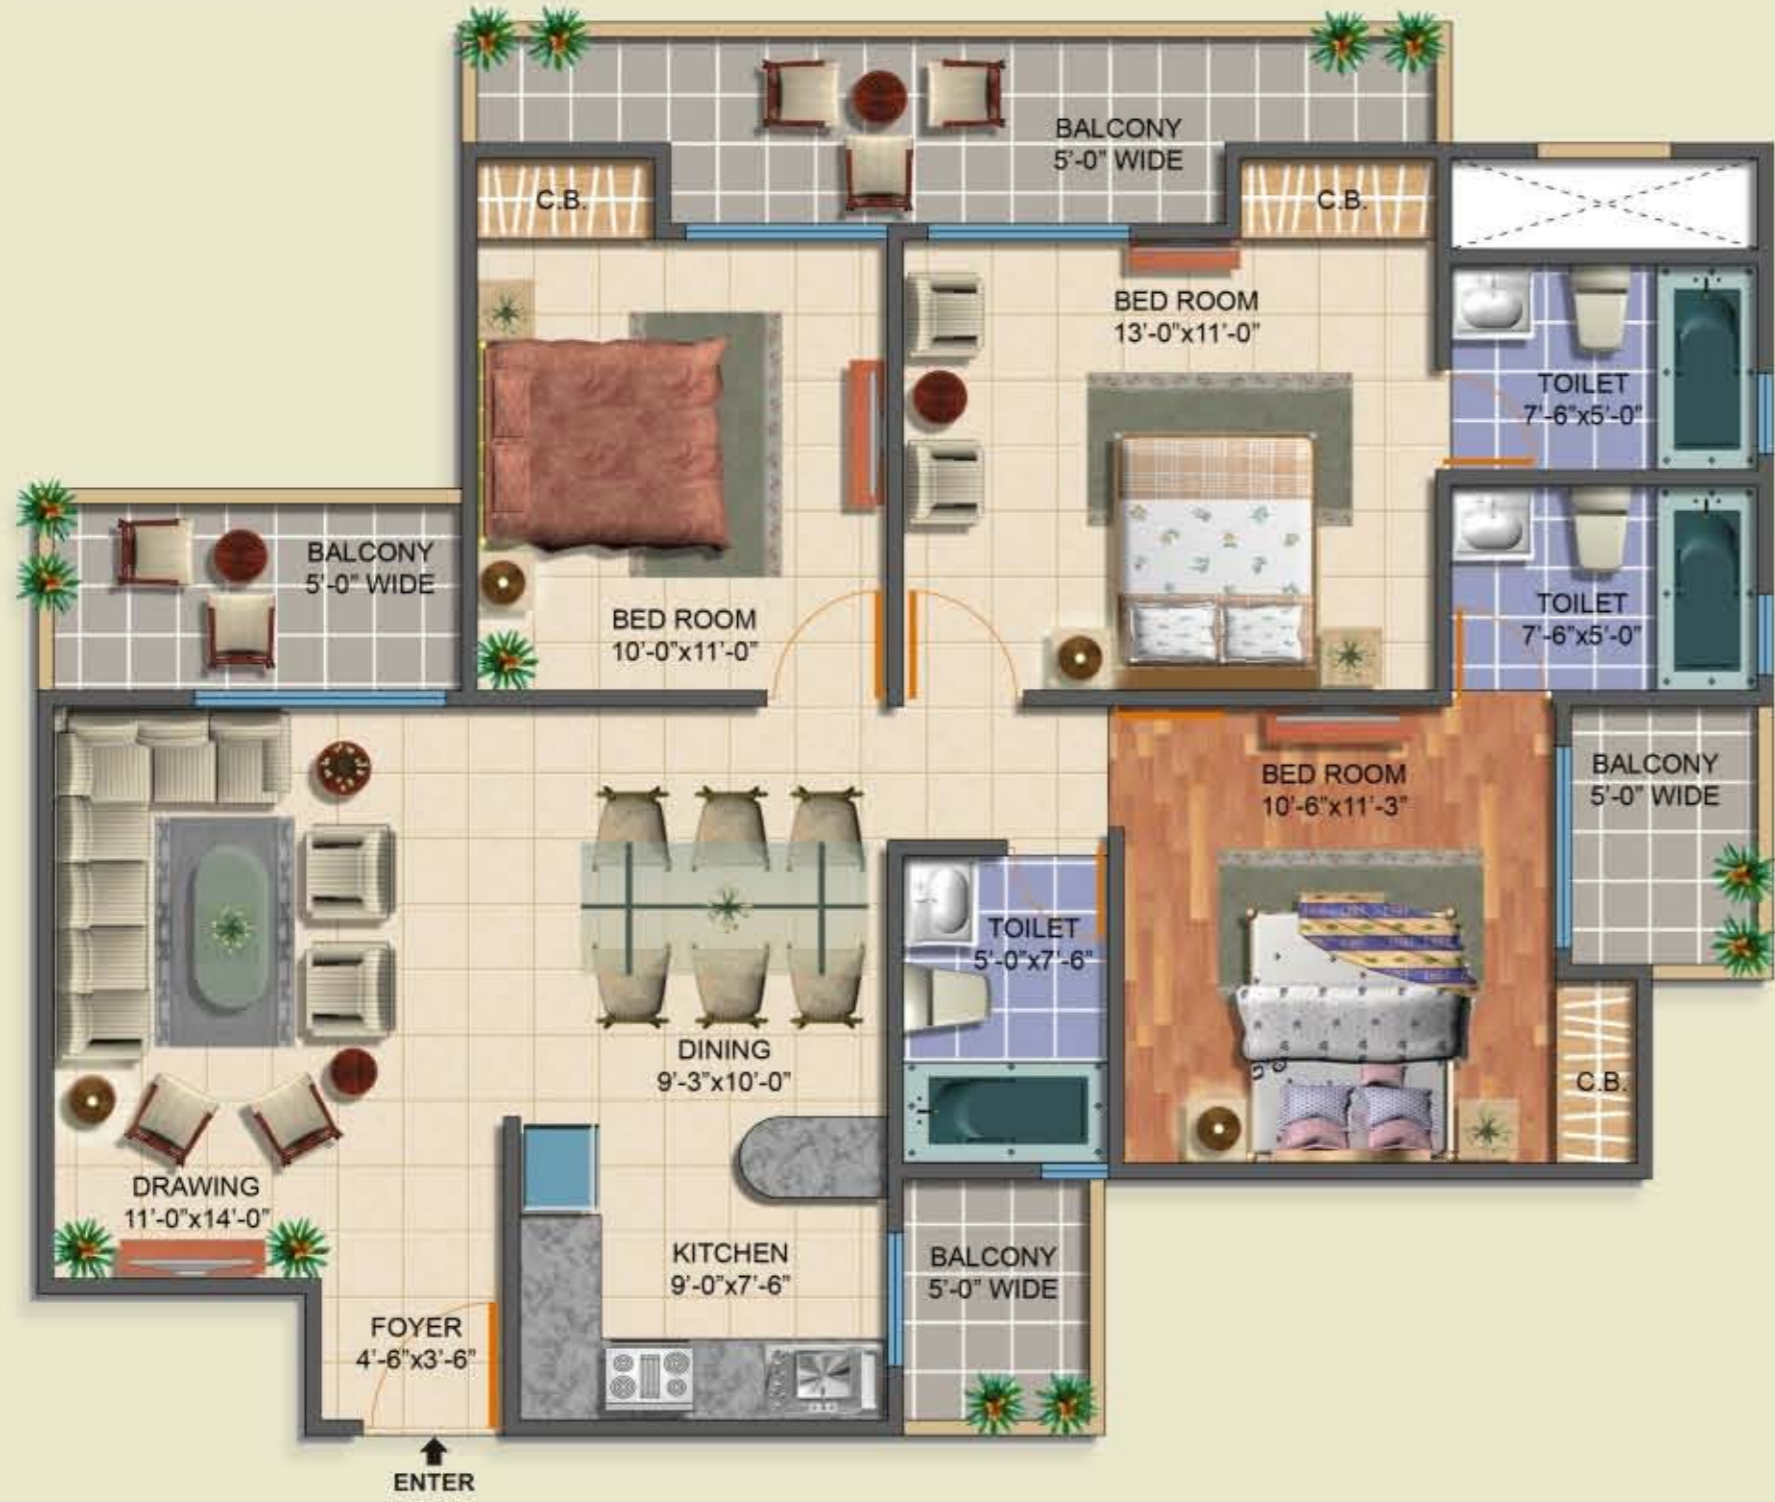 BALCONY
5'-0" WIDE
C.B.
C.B.
BED ROOM
13'-0"x11'-0"
TOILET
7'-6"x5'-0"
BALCONY
5'-0" WIDE
BED ROOM
10'-0"x11'-0"
TOILET
7'-6"x5'-0"
BED ROOM
10'-6"x11'-3"
BALCONY
5'-0" WIDE
TOILET
5'-0"x7'-6"
DINING
9'-3"x10'-0"
C.B.
DRAWING
11'-0"x14'-0"
KITCHEN
9'-0"x7'-6"
BALCONY
5'-0" WIDE
FOYER
4'-6"x3'-6"
ENTER